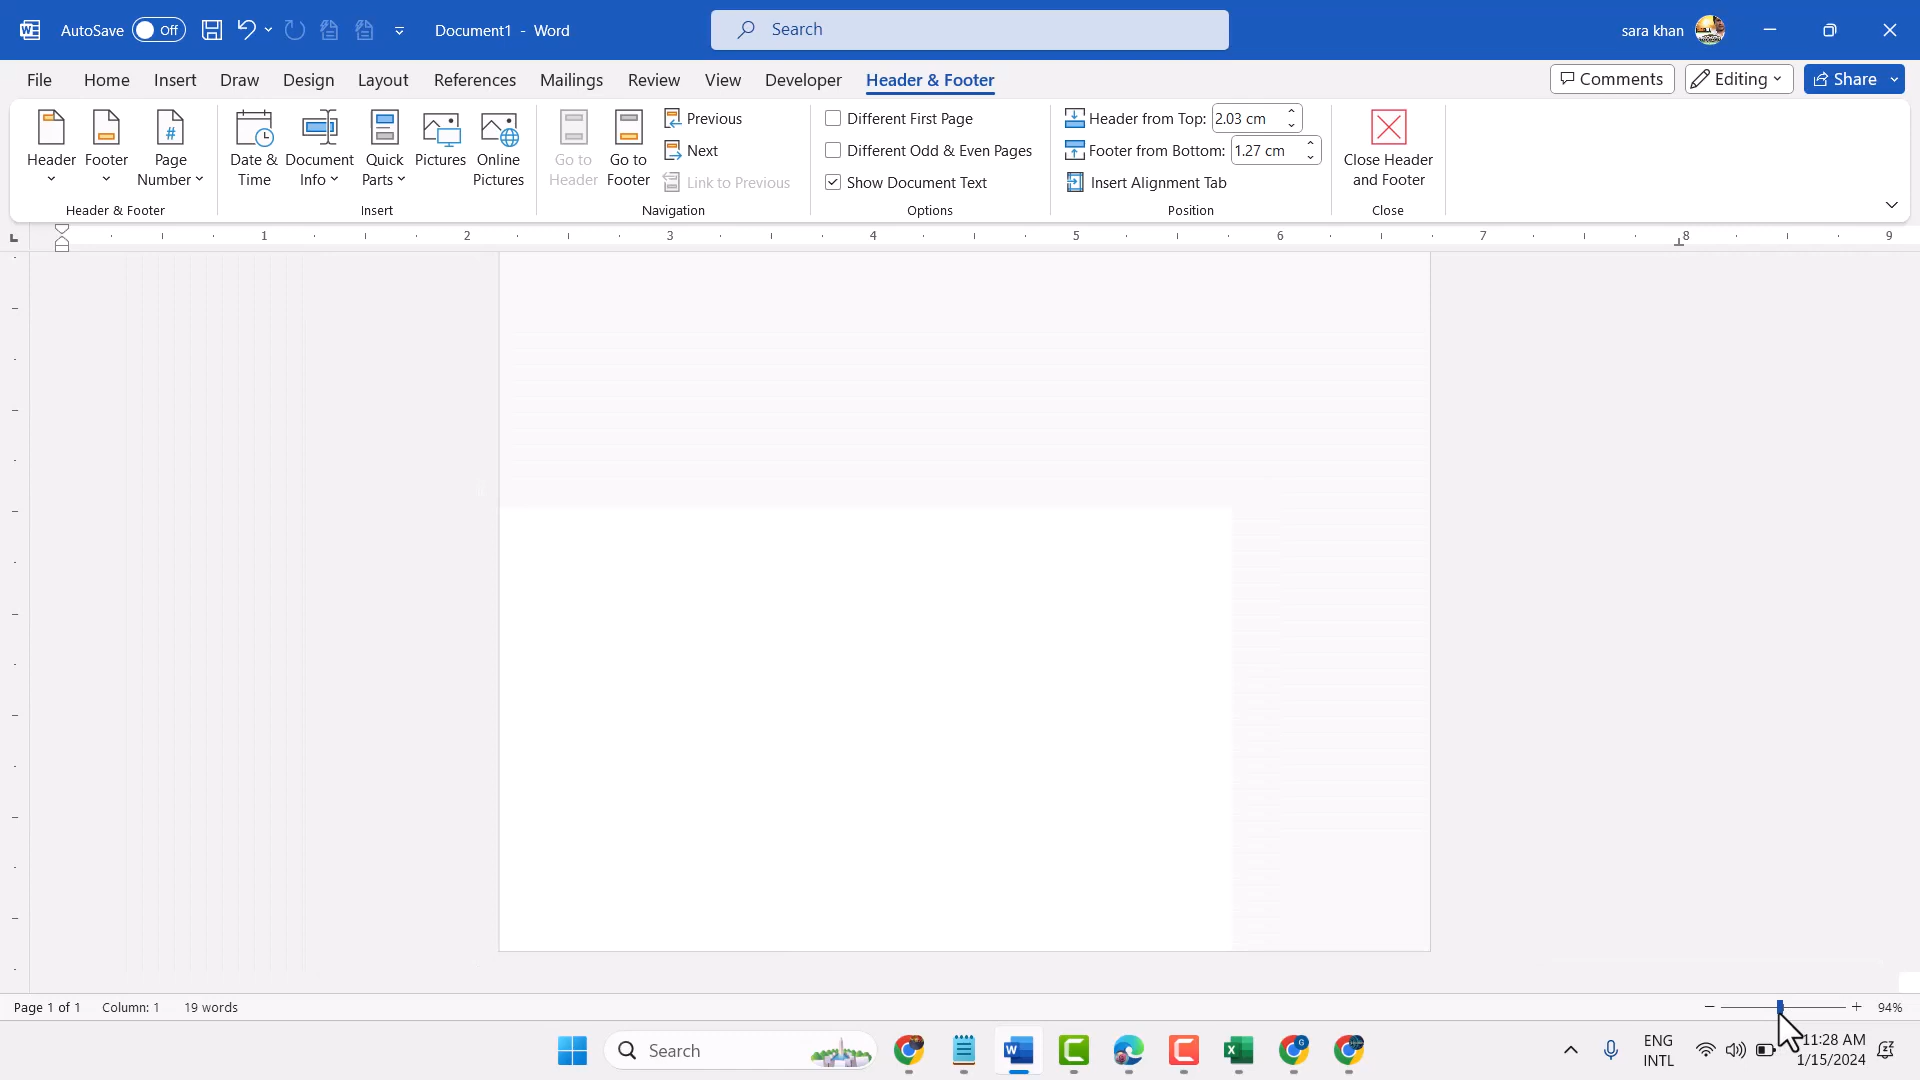 AutoSave Off Document1 - Word Search sara khan
File Home Insert Draw Design Layout References Mailings Review View Developer Header & Footer Comments Editing Share
Header Footer Page Number
Header & Footer
Date & Time Document Info Quick Parts Pictures Online Pictures
Insert
Go to Header Go to Footer Previous
Next
Link to Previous
Navigation
Different First Page
Different Odd & Even Pages
Show Document Text
Options
Header from Top: 2.03 cm
Footer from Bottom: 1.27 cm
Insert Alignment Tab
Position
Close Header and Footer
Close
1 2 3 4 5 6 7 8 9
Page 1 of 1 Column: 1 19 words 94%
Search
ENG
INTL
11:28 AM
1/15/2024